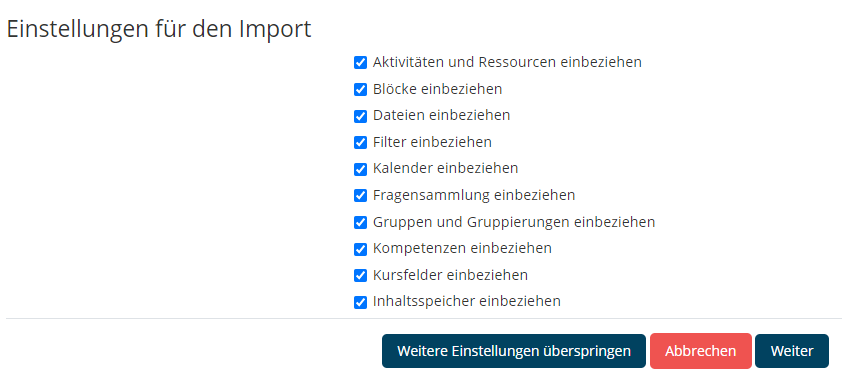 Einstellungen für den Import
Aktivitäten und Ressourcen einbeziehen
Blöcke einbeziehen
Dateien einbeziehen
Filter einbeziehen
Kalender einbeziehen
Fragensammlung einbeziehen
Gruppen und Gruppierungen einbeziehen
Kompetenzen einbeziehen
Kursfelder einbeziehen
Inhaltsspeicher einbeziehen
Weitere Einstellungen überspringen Abbrechen Weiter